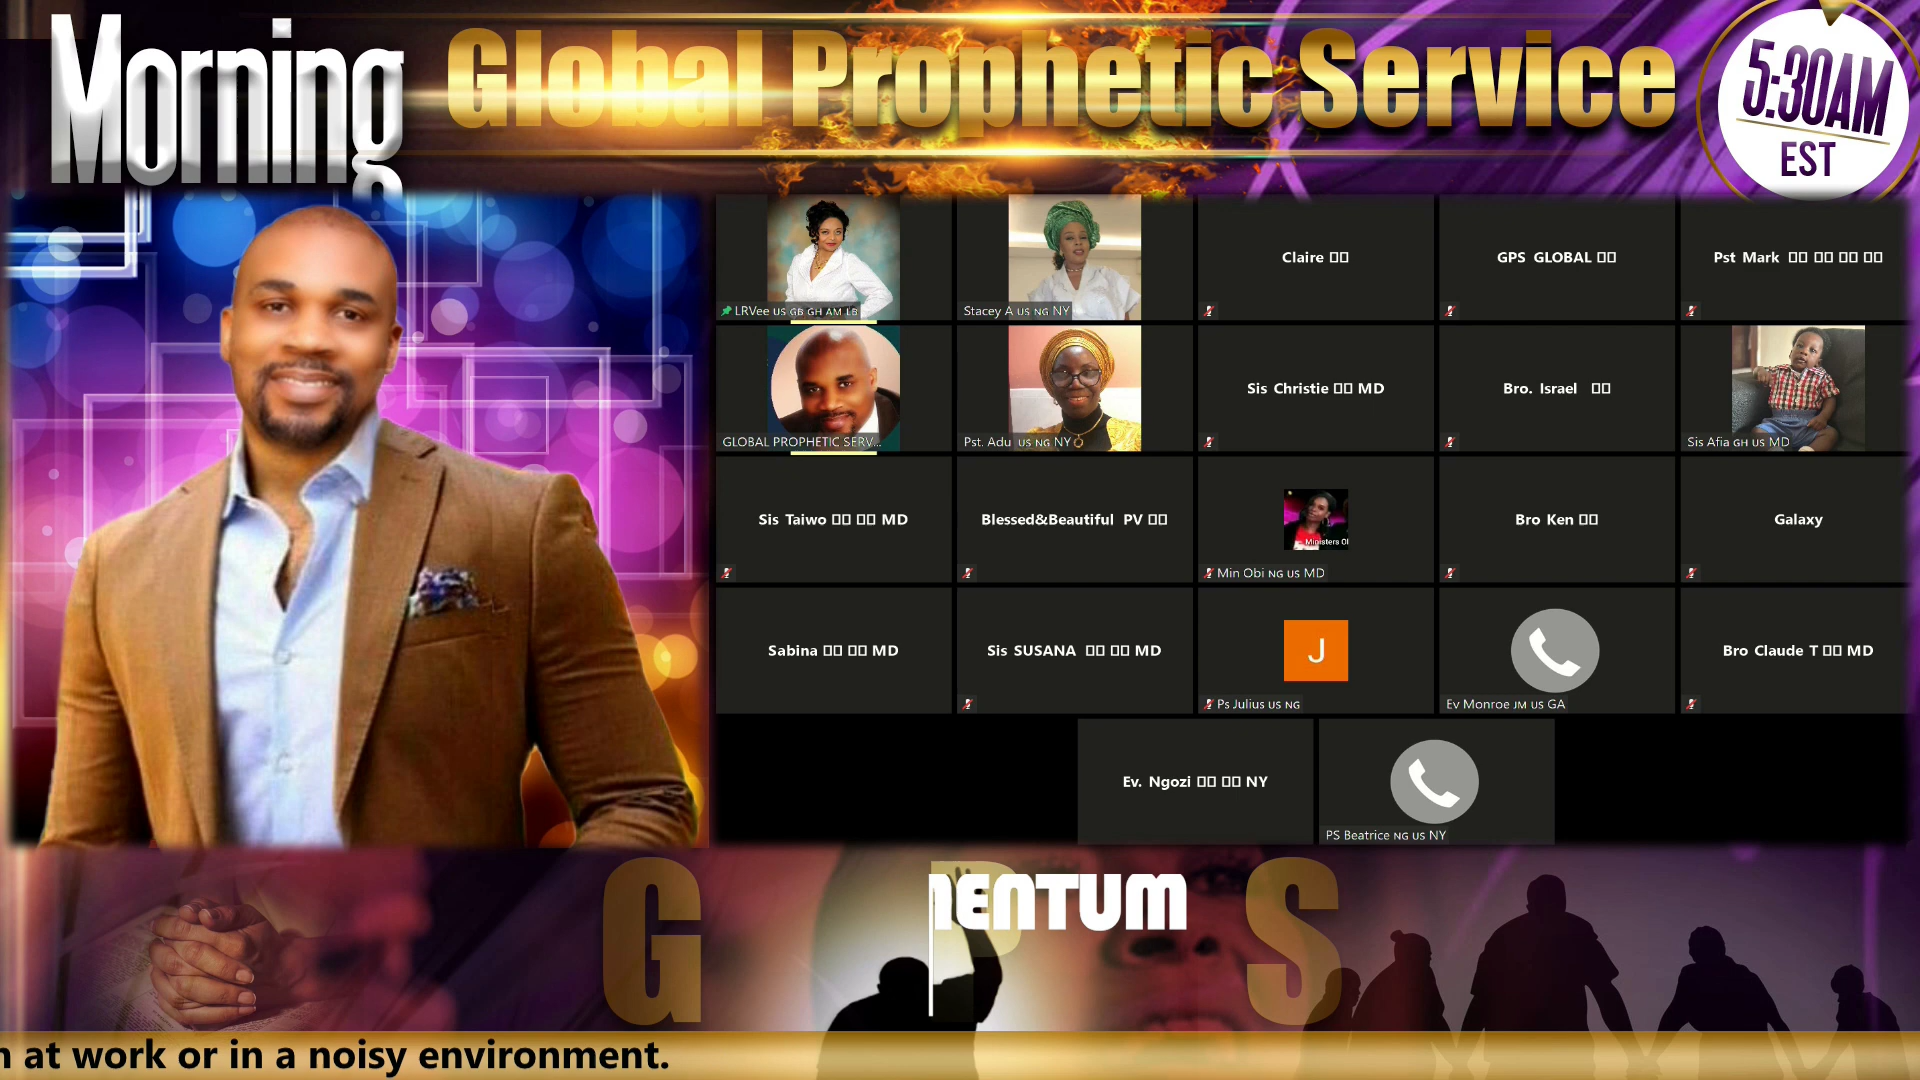 Morning
Global Prophetic Service
5:30AM
EST
LRVee US GB GH AM LB
Stacey A US NG NY
Claire
GPS GLOBAL
Pst Mark
GLOBAL PROPHETIC SERV...
Pst. Adu US NG NY
Sis Christie MD
Bro. Israel
Sis Afia GH US MD
Sis Taiwo MD
Blessed&Beautiful PV
Ministers Ol
Min Obi NG US MD
Bro Ken
Galaxy
Sabina MD
Sis SUSANA MD
J
Ps Julius US NG
Ev Monroe JM US GA
Bro Claude T MD
Ev. Ngozi NY
PS Beatrice NG US NY
G P S
ENTUM
at work or in a noisy environment.